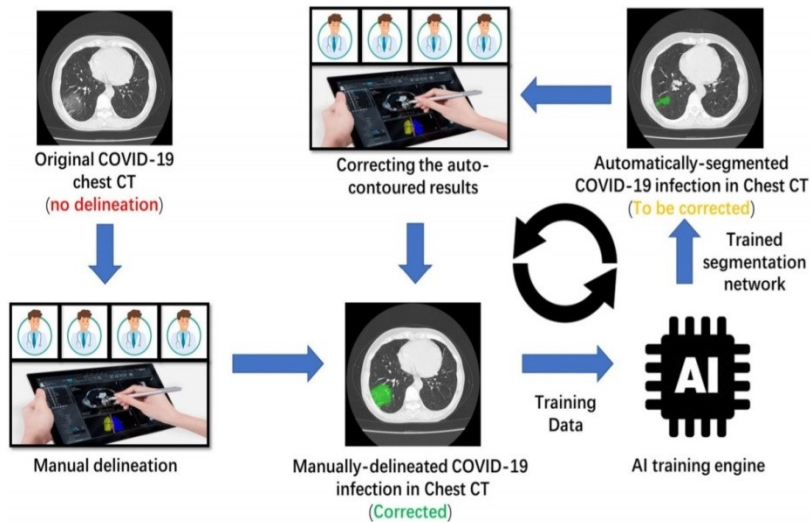 Original COVID-19
chest CT
(no delineation)
Correcting the auto-
contoured results
Automatically-segmented
COVID-19 infection in Chest CT
(To be corrected)
Trained
segmentation
network
AI
Training
Data
Manual delineation
Manually-delineated COVID-19
infection in Chest CT
(Corrected)
AI training engine